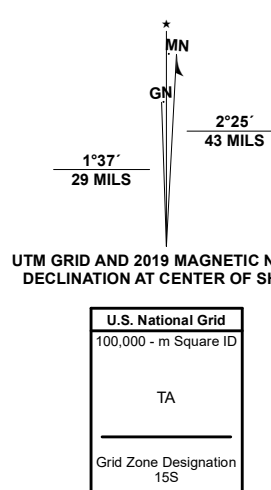 MN
GN
2°25´
43 MILS
1°37´
29 MILS
UTM GRID AND 2019 MAGNETIC
DECLINATION AT CENTER OF
U.S. National Grid
100,000 - m Square ID
TA
Grid Zone Designation
15S